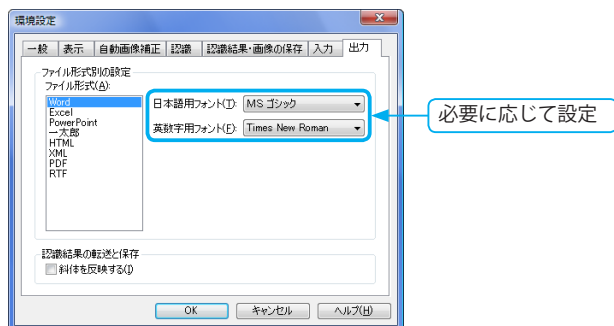 環境設定
一般 表示 自動画像補正 認識 認識結果・画像の保存 入力 出力
ファイル形式別の設定
ファイル形式(A):
Word
Excel
PowerPoint
一太郎
HTML
XML
PDF
RTF
日本語用フォント(T): MS ゴシック
英数字用フォント(F): Times New Roman
必要に応じて設定
認識結果の転送と保存
斜体を反映する(I)
OK キャンセル ヘルプ(H)